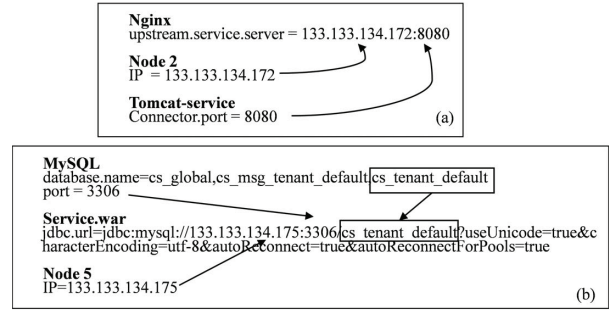 Nginx
upstream.service.server = 133.133.134.172:8080
Node 2
IP = 133.133.134.172
Tomcat-service
Connector.port = 8080
(a)
MySQL
database.name=cs_global,cs_msg_tenant_default,cs_tenant_default
port = 3306
Service.war
jdbc.url=jdbc:mysql://133.133.134.175:3306/cs_tenant_default?useUnicode=true&c
haracterEncoding=utf-8&autoReconnect=true&autoReconnectForPools=true
Node 5
IP=133.133.134.175
(b)